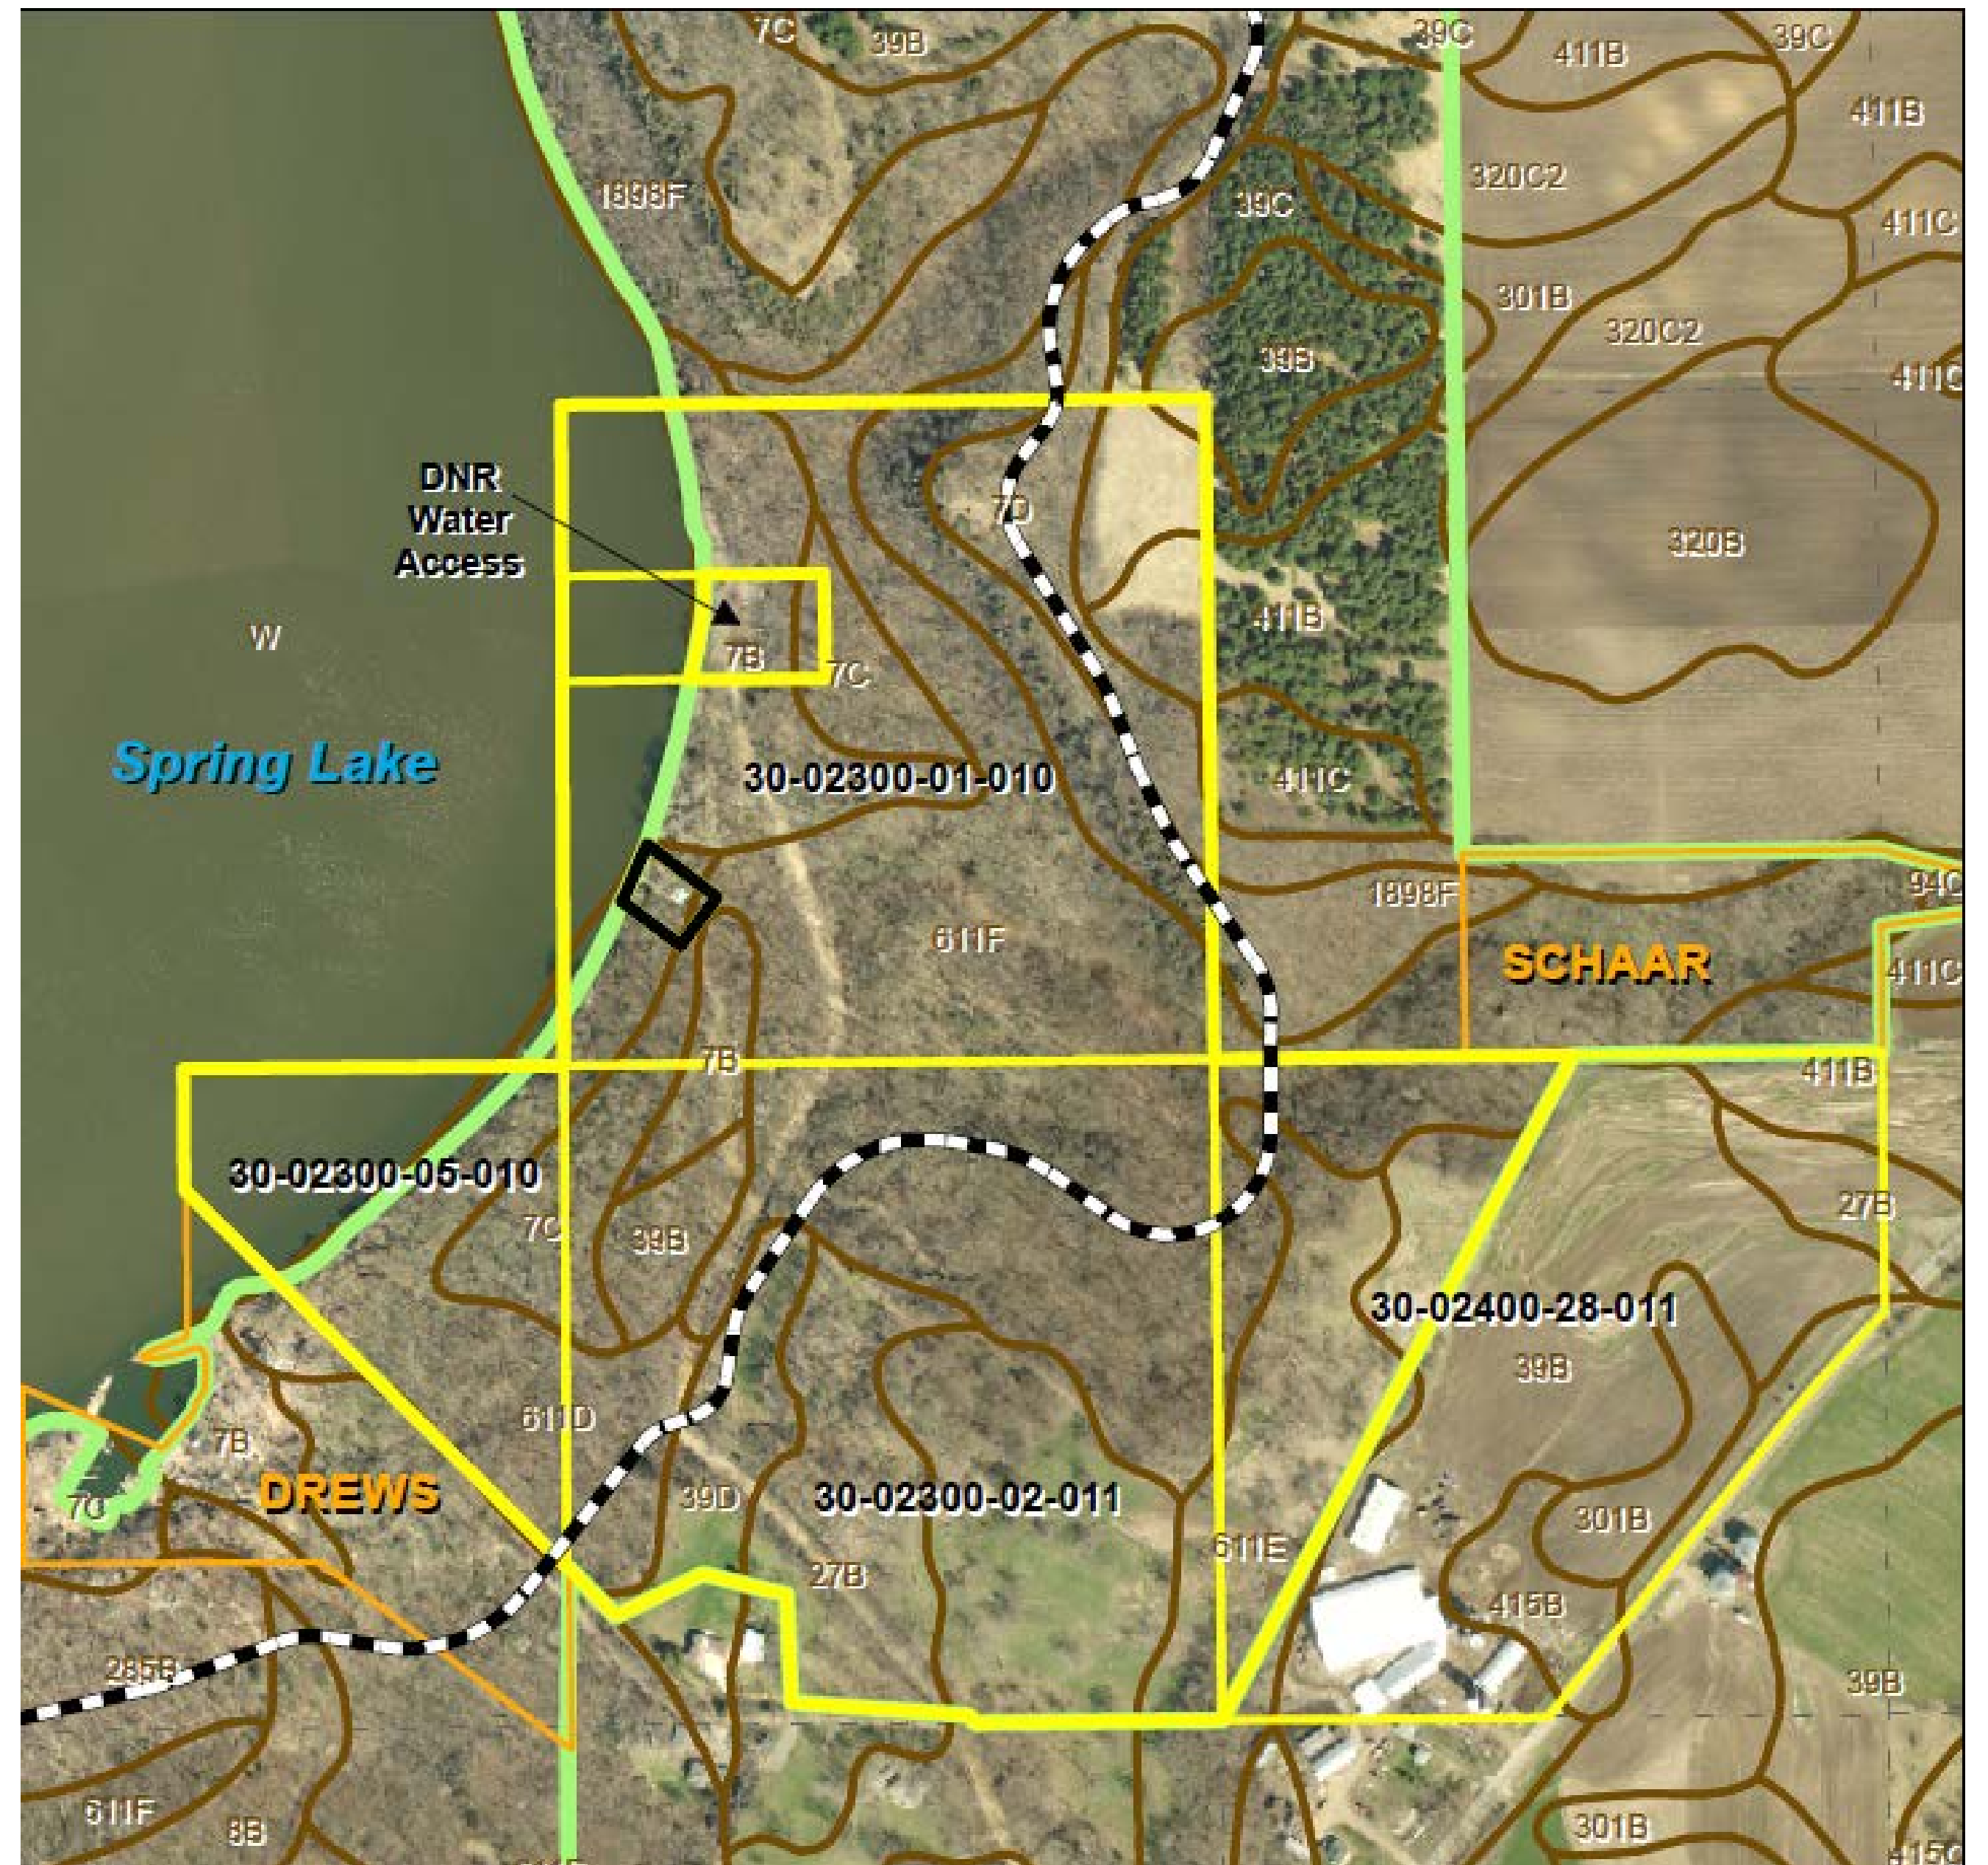 7C
39B
39C
411B
39C
411B
1898F
320C2
39C
411C
301B
320C2
39B
411C
DNR
Water
Access
7D
320B
W
411B
7B
7C
Spring Lake
30-02300-01-010
411C
1898F
94C
611F
SCHAAR
411C
7B
411B
30-02300-05-010
7C
39B
27B
30-02400-28-011
39B
611D
7B
DREWS
39D
30-02300-02-011
7C
301B
611E
27B
415B
285B
39B
611F
8B
301B
415C